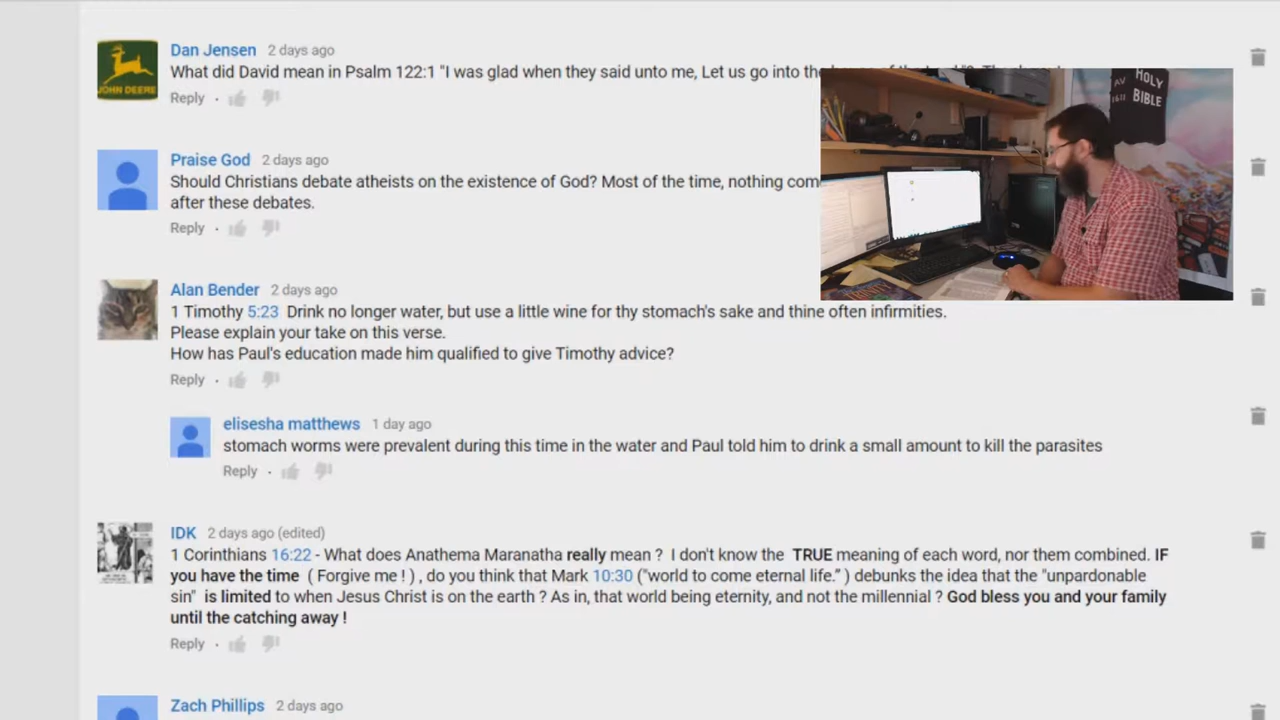 Dan Jensen 2 days ago
What did David mean in Psalm 122:1 "I was glad when they said unto me, Let us go into the
JOHN DEERE
Reply
Praise God 2 days ago
Should Christians debate atheists on the existence of God? Most of the time, nothing
after these debates.
Reply
AV HOLY
1611 BIBLE
Alan Bender 2 days ago
1 Timothy 5:23 Drink no longer water, but use a little wine for thy stomach's sake and thine often infirmities.
Please explain your take on this verse.
How has Paul's education made him qualified to give Timothy advice?
Reply
elisesha matthews 1 day ago
stomach worms were prevalent during this time in the water and Paul told him to drink a small amount to kill the parasites
Reply
IDK 2 days ago (edited)
1 Corinthians 16:22 - What does Anathema Maranatha really mean ? I don't know the TRUE meaning of each word, nor them combined. IF
you have the time ( Forgive me ! ) , do you think that Mark 10:30 ("world to come eternal life." ) debunks the idea that the "unpardonable
sin" is limited to when Jesus Christ is on the earth ? As in, that world being eternity, and not the millennial ? God bless you and your family
until the catching away !
Reply
Zach Phillips 2 days ago